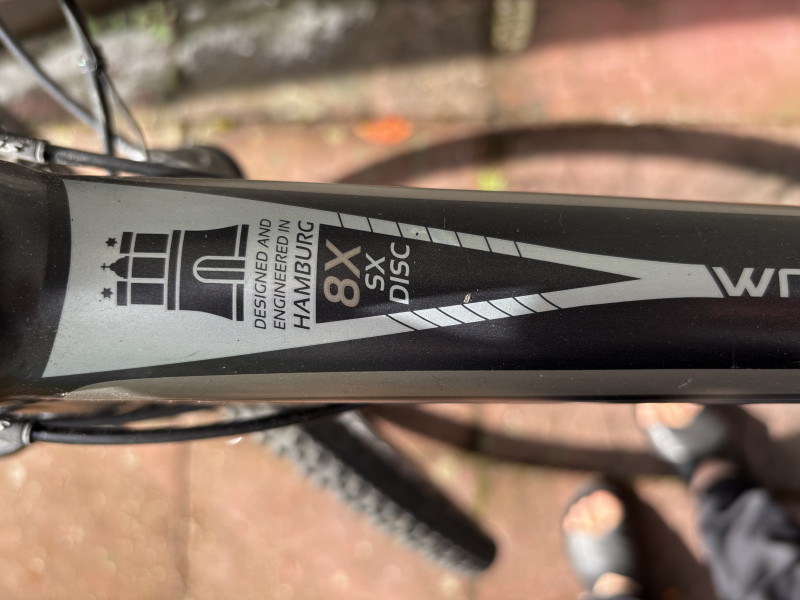 DESIGNED AND
ENGINEERED IN
HAMBURG
8X
SX
DISC